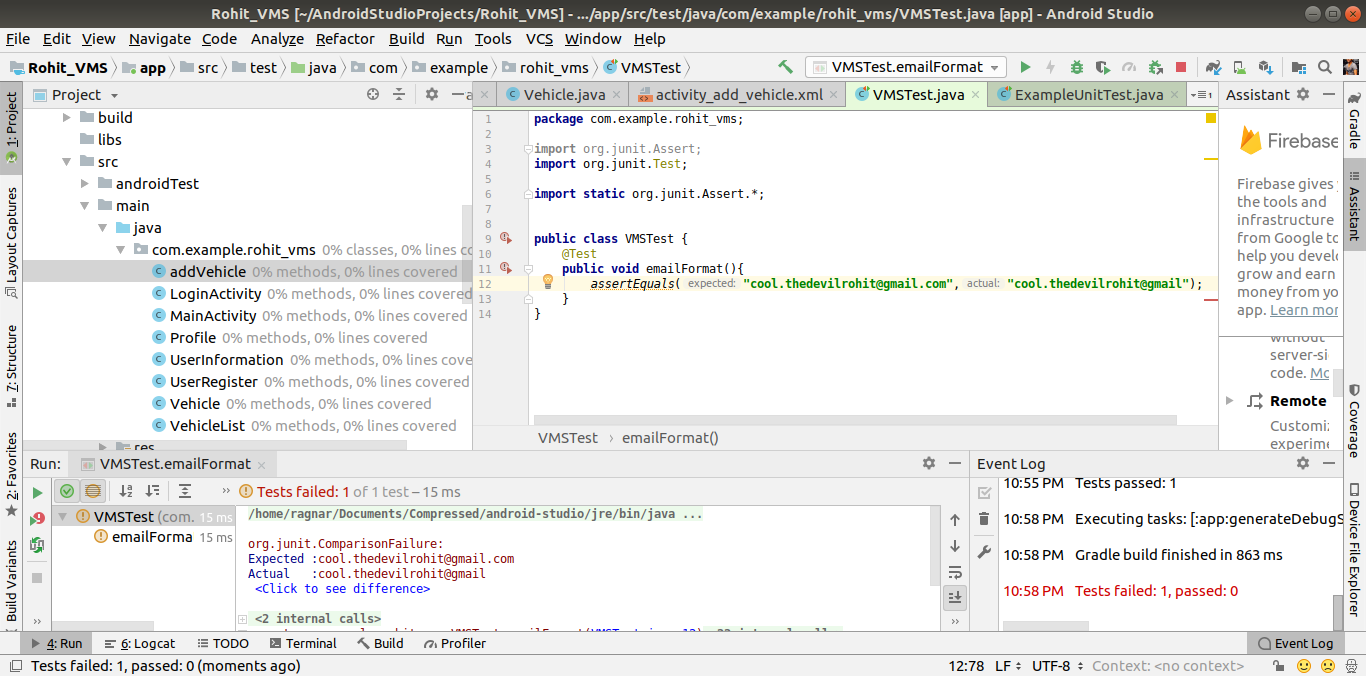 Rohit_VMS [~/AndroidStudioProjects/Rohit_VMS] - .../app/src/test/java/com/example/rohit_vms/VMSTest.java [app] - Android Studio
File Edit View Navigate Code Analyze Refactor Build Run Tools VCS Window Help
Rohit_VMS app src test java com example rohit_vms VMSTest VMSTest.emailFormat
1: Project
Layout Captures
7: Structure
2: Favorites
Build Variants
Project
build
libs
src
androidTest
main
java
com.example.rohit_vms 0% classes, 0% lines co
addVehicle 0% methods, 0% lines covered
LoginActivity 0% methods, 0% lines covered
MainActivity 0% methods, 0% lines covered
Profile 0% methods, 0% lines covered
UserInformation 0% methods, 0% lines cove
UserRegister 0% methods, 0% lines covered
Vehicle 0% methods, 0% lines covered
VehicleList 0% methods, 0% lines covered
res
a Vehicle.java activity_add_vehicle.xml VMSTest.java ExampleUnitTest.java 1
1 package com.example.rohit_vms;
2
3 import org.junit.Assert;
4 import org.junit.Test;
5
6 import static org.junit.Assert.*;
7
8
9 public class VMSTest {
10 @Test
11 public void emailFormat(){
12 assertEquals( expected: "cool.thedevilrohit@gmail.com", actual: "cool.thedevilrohit@gmail");
13 }
14 }
VMSTest › emailFormat()
Assistant
Firebase
Firebase gives
the tools and
infrastructure
from Google to
help you develo
grow and earn
money from yo
app. Learn mor
without
server-si
code. Mc
Remote
Customiz
experime
Gradle
Assistant
Coverage
Device File Explorer
Run: VMSTest.emailFormat
Tests failed: 1 of 1 test – 15 ms
VMSTest (com. 15 ms
emailForma 15 ms
/home/ragnar/Documents/Compressed/android-studio/jre/bin/java ...
org.junit.ComparisonFailure:
Expected :cool.thedevilrohit@gmail.com
Actual :cool.thedevilrohit@gmail
<Click to see difference>
<2 internal calls>
Event Log
10:55 PM Tests passed: 1
10:58 PM Executing tasks: [:app:generateDebugS
10:58 PM Gradle build finished in 863 ms
10:58 PM Tests failed: 1, passed: 0
4: Run 6: Logcat TODO Terminal Build Profiler Event Log
Tests failed: 1, passed: 0 (moments ago) 12:78 LF UTF-8 Context: <no context>